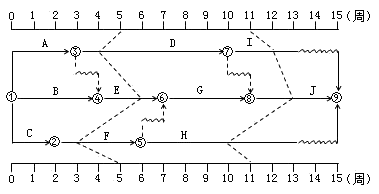 0 1 2 3 4 5 6 7 8 9 10 11 12 13 14 15 (周)
A ③ D ⑦ I
① B ④ E ⑥ G ⑧ J ⑨
C ② F ⑤ H
0 1 2 3 4 5 6 7 8 9 10 11 12 13 14 15 (周)